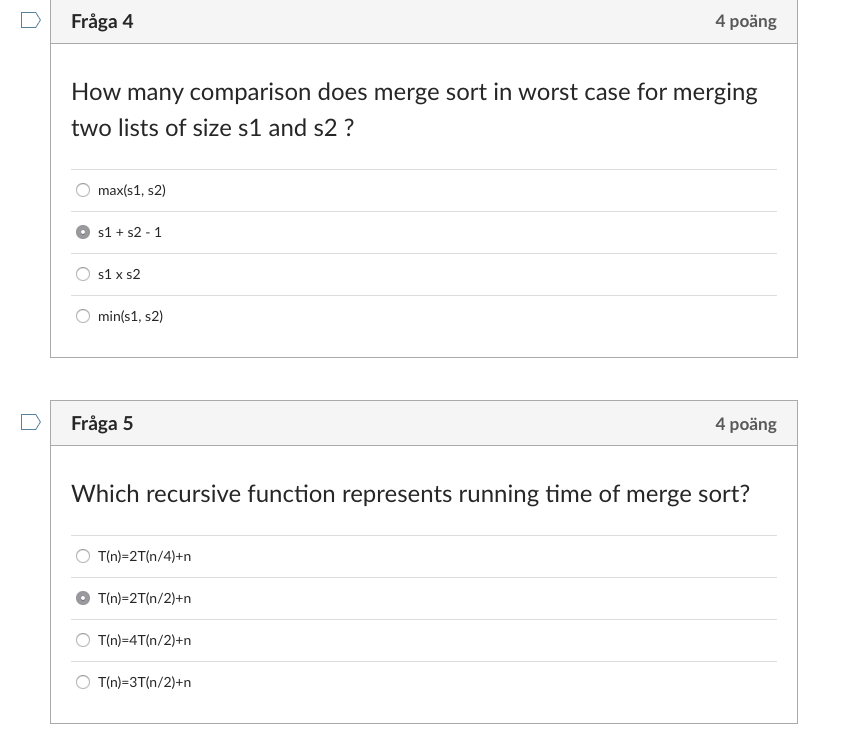 Fråga 4
4 poäng
How many comparison does merge sort in worst case for merging
two lists of size s1 and s2 ?
max(s1, s2)
s1 + s2 - 1
s1 x s2
min(s1, s2)
Fråga 5
4 poäng
Which recursive function represents running time of merge sort?
T(n)=2T(n/4)+n
T(n)=2T(n/2)+n
T(n)=4T(n/2)+n
T(n)=3T(n/2)+n